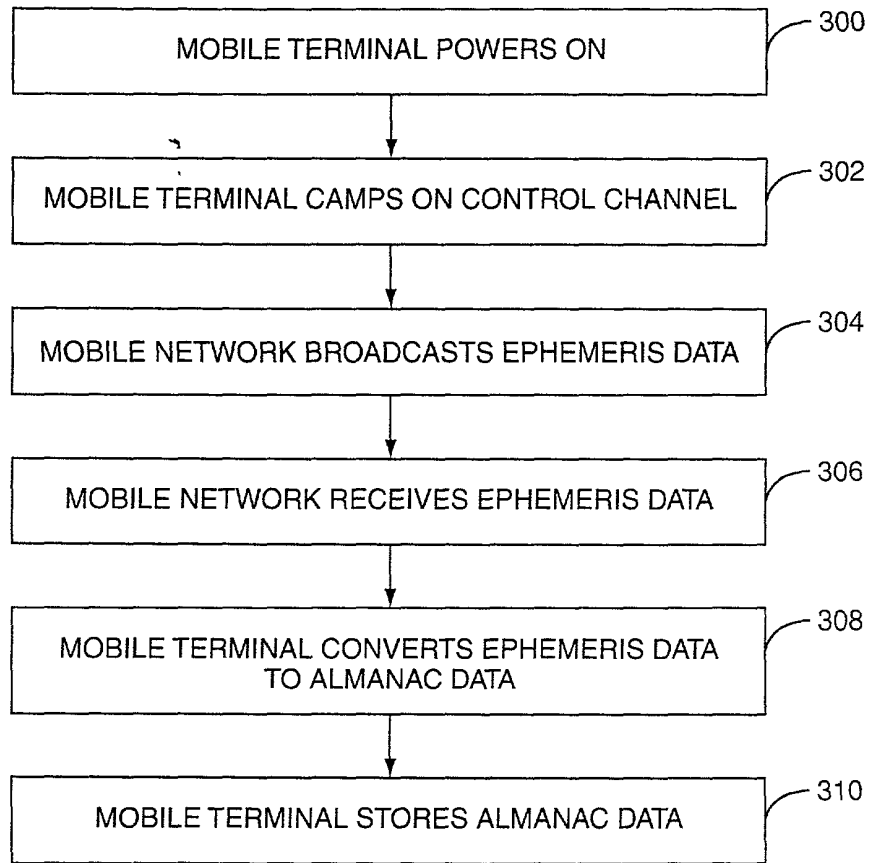 MOBILE TERMINAL POWERS ON
300
MOBILE TERMINAL CAMPS ON CONTROL CHANNEL
302
MOBILE NETWORK BROADCASTS EPHEMERIS DATA
304
MOBILE NETWORK RECEIVES EPHEMERIS DATA
306
MOBILE TERMINAL CONVERTS EPHEMERIS DATA
TO ALMANAC DATA
308
MOBILE TERMINAL STORES ALMANAC DATA
310